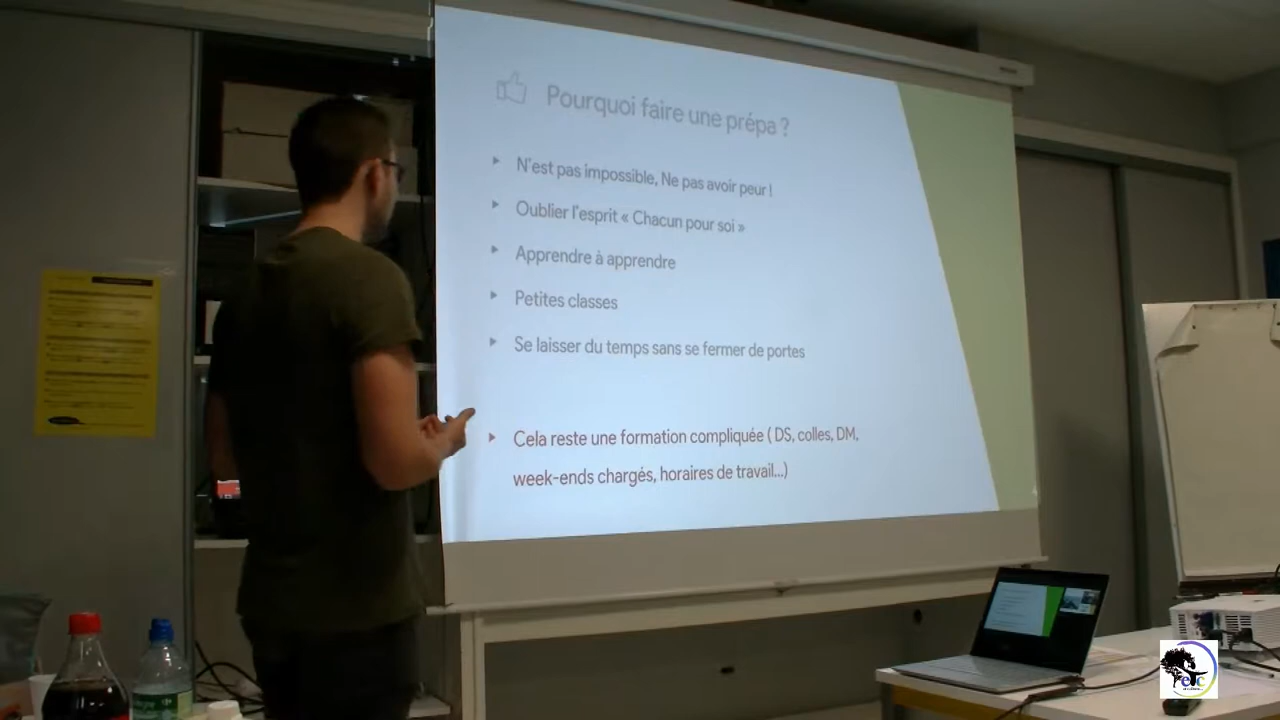 Pourquoi faire une prépa ?
N'est pas impossible, Ne pas avoir peur !
Oublier l'esprit « Chacun pour soi »
Apprendre à apprendre
Petites classes
Se laisser du temps sans se fermer de portes
Cela reste une formation compliquée ( DS, colles, DM,
week-ends chargés, horaires de travail...)